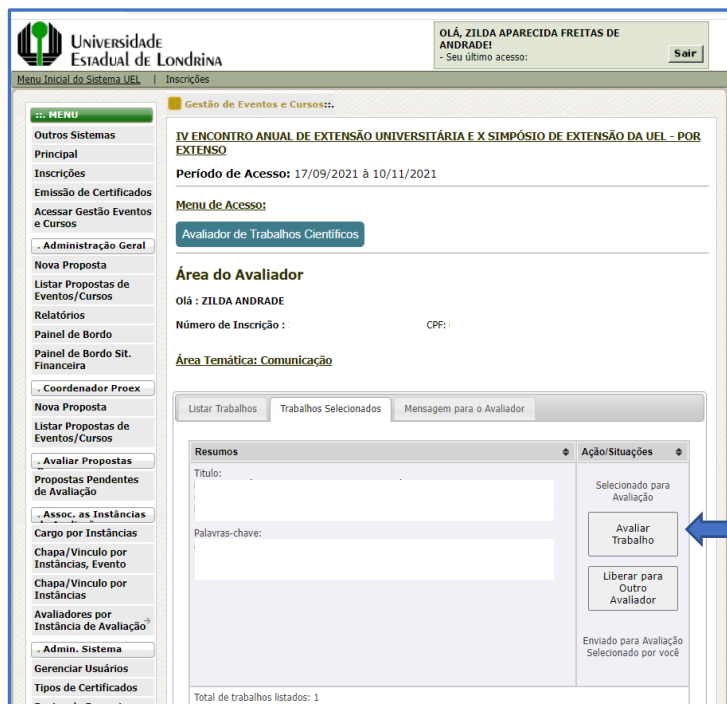 Universidade
Estadual de Londrina
OLÁ, ZILDA APARECIDA FREITAS DE
ANDRADE!
- Seu último acesso:
Sair
Menu Inicial do Sistema UEL | Inscrições
::. MENU
Outros Sistemas
Principal
Inscrições
Emissão de Certificados
Acessar Gestão Eventos
e Cursos
. Administração Geral
Nova Proposta
Listar Propostas de
Eventos/Cursos
Relatórios
Painel de Bordo
Painel de Bordo Sit.
Financeira
. Coordenador Proex
Nova Proposta
Listar Propostas de
Eventos/Cursos
. Avaliar Propostas
Propostas Pendentes
de Avaliação
. Assoc. as Instâncias
Cargo por Instâncias
Chapa/Vinculo por
Instâncias, Evento
Chapa/Vinculo por
Instâncias
Avaliadores por
Instância de Avaliação
. Admin. Sistema
Gerenciar Usuários
Tipos de Certificados
Gestão de Eventos e Cursos::.
IV ENCONTRO ANUAL DE EXTENSÃO UNIVERSITÁRIA E X SIMPÓSIO DE EXTENSÃO DA UEL - POR
EXTENSO
Período de Acesso: 17/09/2021 à 10/11/2021
Menu de Acesso:
Avaliador de Trabalhos Científicos
Área do Avaliador
Olá : ZILDA ANDRADE
Número de Inscrição : CPF:
Área Temática: Comunicação
Listar Trabalhos Trabalhos Selecionados Mensagem para o Avaliador
Resumos Ação/Situações
Titulo:
Palavras-chave:
Selecionado para
Avaliação
Avaliar
Trabalho
Liberar para
Outro
Avaliador
Enviado para Avaliação
Selecionado por você
Total de trabalhos listados: 1